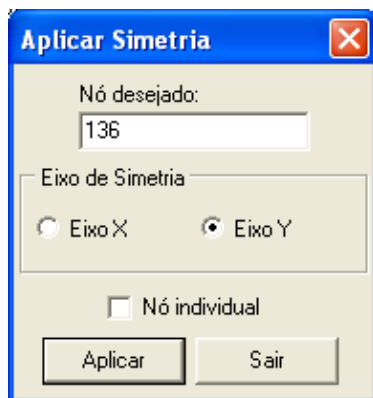 Aplicar Simetria
Nó desejado:
136
Eixo de Simetria
Eixo X Eixo Y
Nó individual
Aplicar Sair